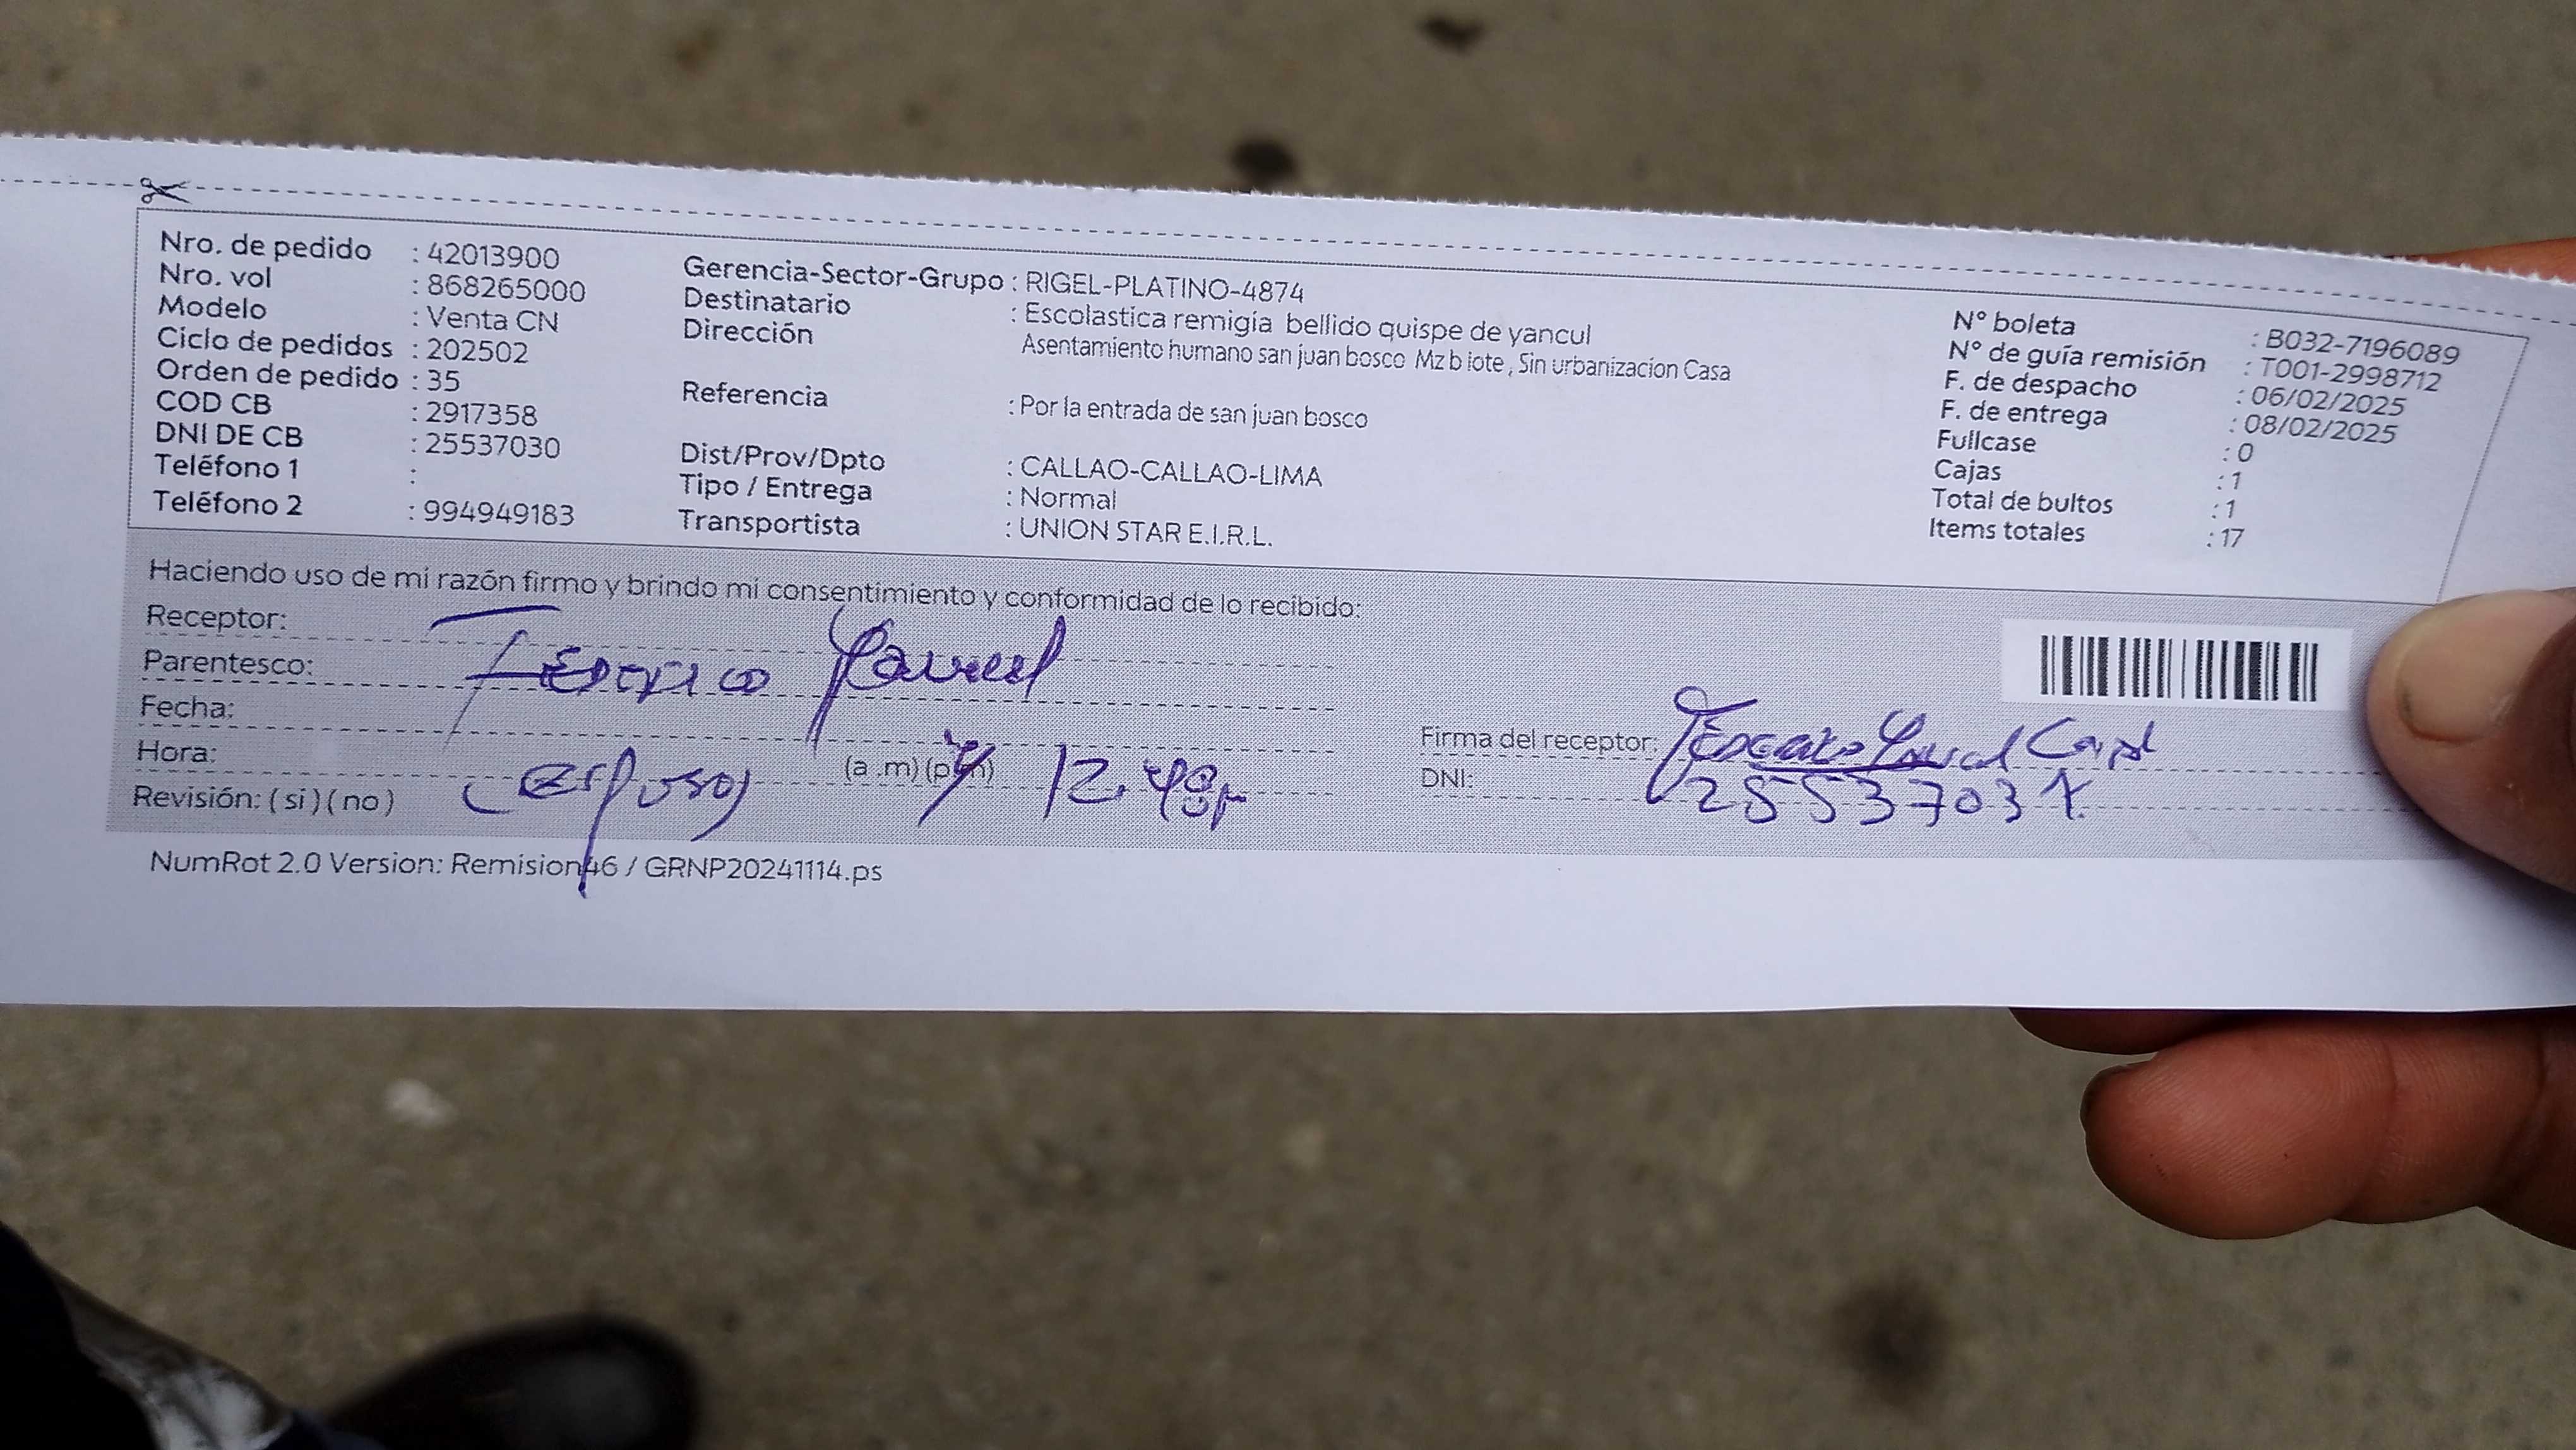 Nro. de pedido : 42013900
Nro. vol : 868265000
Modelo : Venta CN
Ciclo de pedidos : 202502
Orden de pedido : 35
COD CB : 2917358
DNI DE CB : 25537030
Teléfono 1 :
Teléfono 2 : 994949183
Gerencia-Sector-Grupo : RIGEL-PLATINO-4874
Destinatario : Escolastica remigia bellido quispe de yancul
Dirección Asentamiento humano san juan bosco Mz b lote , Sin urbanizacion Casa
Referencia : Por la entrada de san juan bosco
Dist/Prov/Dpto : CALLAO-CALLAO-LIMA
Tipo / Entrega : Normal
Transportista : UNION STAR E.I.R.L.
N° boleta : B032-7196089
N° de guía remisión : T001-2998712
F. de despacho : 06/02/2025
F. de entrega : 08/02/2025
Fullcase : 0
Cajas : 1
Total de bultos : 1
Items totales : 17
Haciendo uso de mi razón firmo y brindo mi consentimiento y conformidad de lo recibido:
Receptor:
Parentesco: Yancul
Fecha:
Hora: (a .m) (p.m)
Revisión: ( si ) ( no ) (esposo) 12.48
Firma del receptor:
DNI: 2553703
NumRot 2.0 Version: Remision46 / GRNP20241114.ps